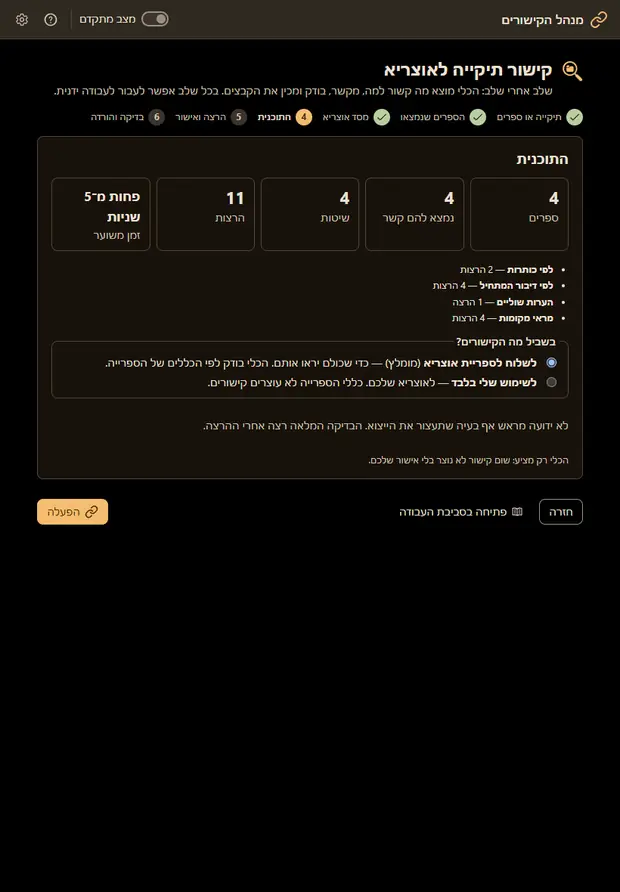 מנהל הקישורים
מצב מתקדם
קישור תיקייה לאוצריא
שלב אחרי שלב: הכלי מוצא מה קשור למה, מקשר, בודק ומכין את הקבצים. בכל שלב אפשר לעבור לעבודה ידנית.
תיקייה או ספרים
הספרים שנמצאו
מסד אוצריא
4 התוכנית
5 הרצה ואישור
6 בדיקה והורדה
התוכנית
4
ספרים
4
נמצא להם קשר
4
שיטות
11
הרצות
פחות מ־5
שניות
זמן משוער
לפי כותרות — 2 הרצות
לפי דיבור המתחיל — 4 הרצות
הערות שוליים — 1 הרצה
מראי מקומות — 4 הרצות
בשביל מה הקישורים?
לשלוח לספריית אוצריא (מומלץ) — כדי שכולם יראו אותם. הכלי בודק לפי הכללים של הספרייה.
לשימוש שלי בלבד — לאוצריא שלכם. כללי הספרייה לא עוצרים קישורים.
לא ידועה מראש אף בעיה שתעצור את הייצוא. הבדיקה המלאה רצה אחרי ההרצה.
הכלי רק מציע: שום קישור לא נוצר בלי אישור שלכם.
חזרה
פתיחה בסביבת העבודה
הפעלה